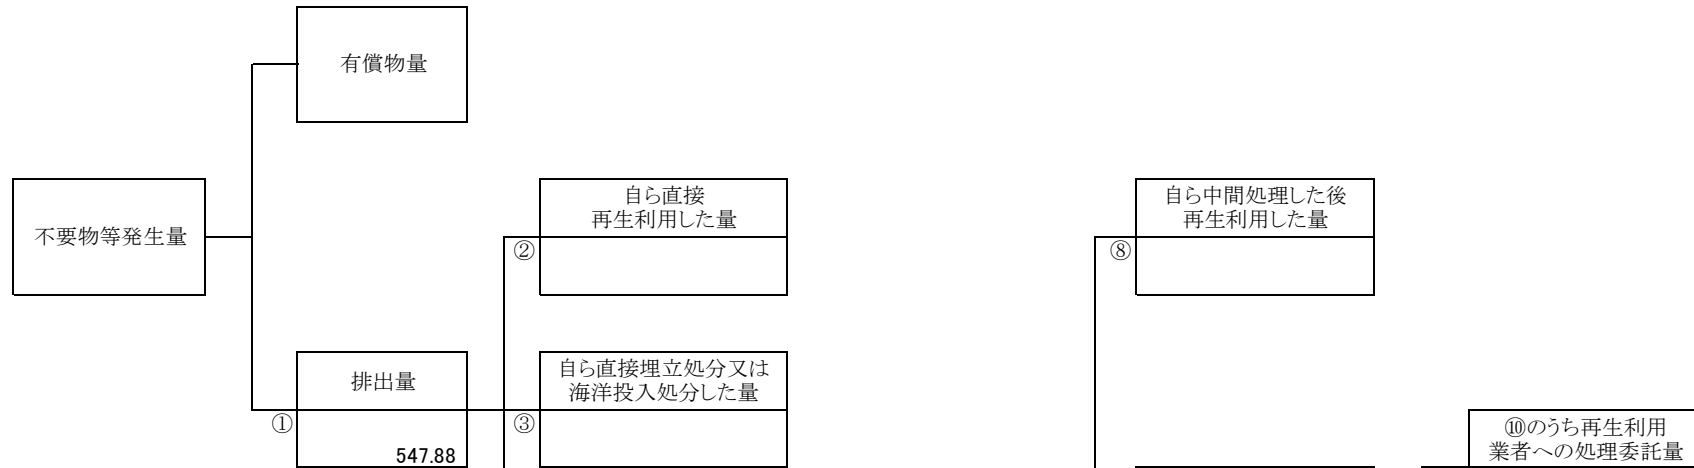 有償物量
不要物等発生量
自ら直接
再生利用した量
②
自ら中間処理した後
再生利用した量
⑧
排出量
①
547.88
自ら直接埋立処分又は
海洋投入処分した量
③
⑩のうち再生利用
業者への処理委託量